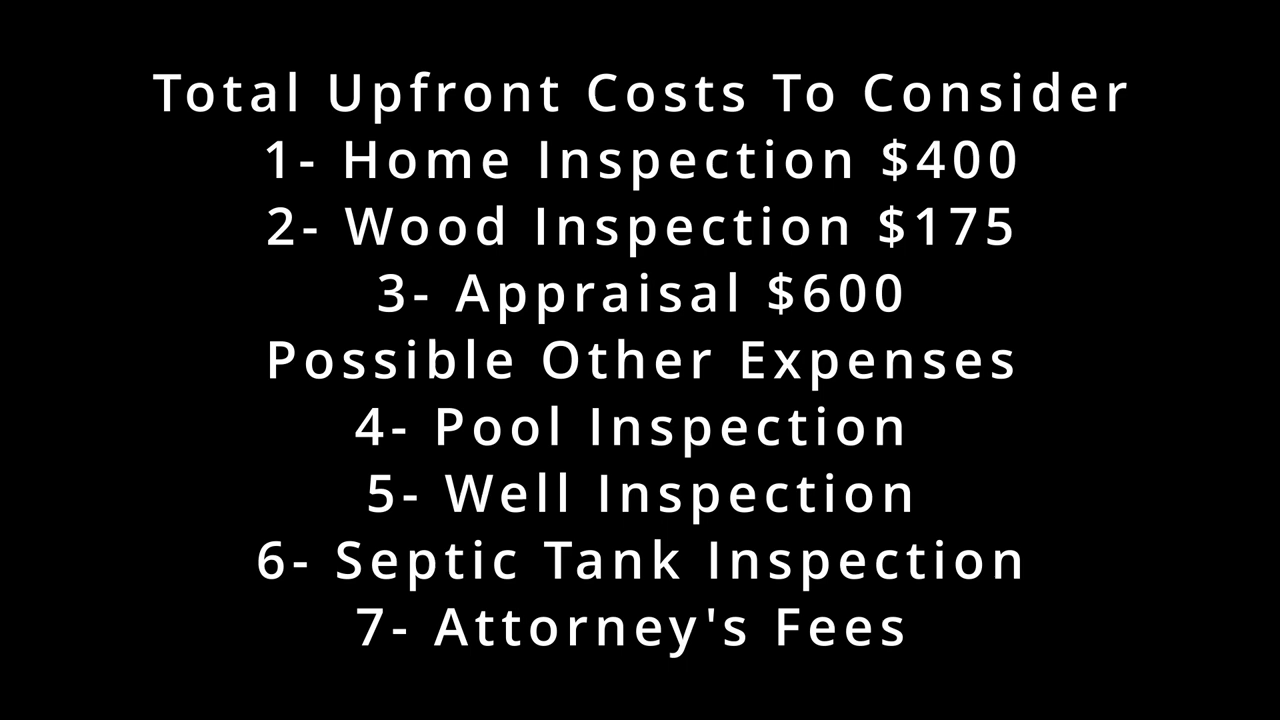 Total Upfront Costs To Consider
1- Home Inspection $400
2- Wood Inspection $175
3- Appraisal $600
Possible Other Expenses
4- Pool Inspection
5- Well Inspection
6- Septic Tank Inspection
7- Attorney's Fees